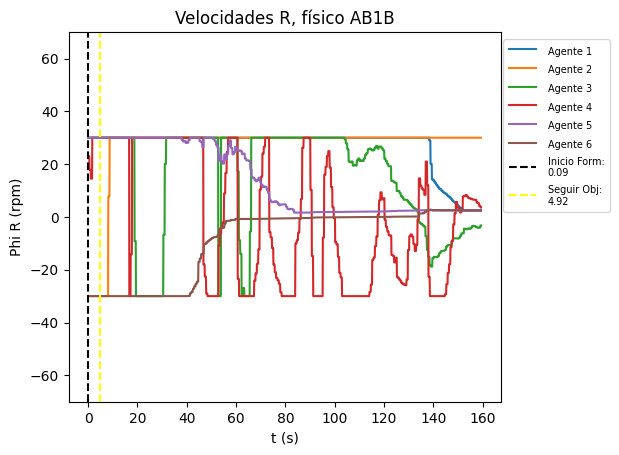 Velocidades R, físico AB1B
Phi R (rpm)
60
40
20
0
−20
−40
−60
0
20
40
60
80
100
120
140
160
t (s)
Agente 1
Agente 2
Agente 3
Agente 4
Agente 5
Agente 6
Inicio Form:
0.09
Seguir Obj:
4.92